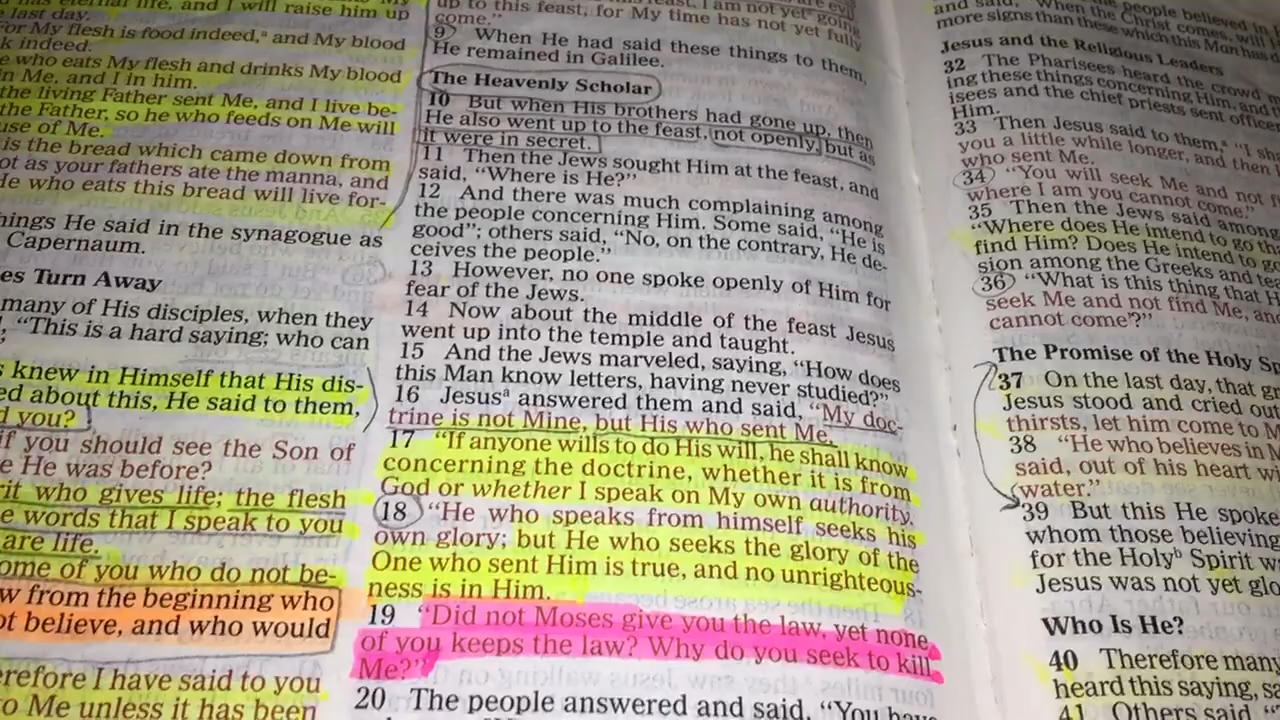 eternal life, and I will raise him up
last day.
For My flesh is food indeed,a and My blood
k indeed.
e who eats My flesh and drinks My blood
in Me, and I in him.
the living Father sent Me, and I live be-
the Father, so he who feeds on Me will
use of Me.
is the bread which came down from
ot as your fathers ate the manna, and
He who eats this bread will live for-
hings He said in the synagogue as
Capernaum.
es Turn Away
many of His disciples, when they
, "This is a hard saying; who can
s knew in Himself that His dis-
ed about this, He said to them,
d you?
if you should see the Son of
e He was before?
rit who gives life; the flesh
e words that I speak to you
are life.
ome of you who do not be-
w from the beginning who
ot believe, and who would
erefore I have said to you
to Me unless it has been
up to this feast, for My time has not yet fully
come."
9 When He had said these things to them,
He remained in Galilee.
The Heavenly Scholar
10 But when His brothers had gone up, then
He also went up to the feast, not openly, but as
it were in secret.
11 Then the Jews sought Him at the feast, and
said, "Where is He?"
12 And there was much complaining among
the people concerning Him. Some said, "He is
good"; others said, "No, on the contrary, He de-
ceives the people."
13 However, no one spoke openly of Him for
fear of the Jews.
14 Now about the middle of the feast Jesus
went up into the temple and taught.
15 And the Jews marveled, saying, "How does
this Man know letters, having never studied?"
16 Jesusa answered them and said, "My doc-
trine is not Mine, but His who sent Me.
17 "If anyone wills to do His will, he shall know
concerning the doctrine, whether it is from
God or whether I speak on My own authority.
18 "He who speaks from himself seeks his
own glory; but He who seeks the glory of the
One who sent Him is true, and no unrighteous-
ness is in Him.
19 "Did not Moses give you the law, yet none
of you keeps the law? Why do you seek to kill
Me?"
20 The people answered and said, "You have
people believed in
and said, "When the Christ comes, will
more signs than these which this Man has
Jesus and the Religious Leaders
32 The Pharisees heard the crowd
ing these things concerning Him, and
isees and the chief priests sent office
Him.
33 Then Jesus said to them,a "I sh
you a little while longer, and then
who sent Me.
34 "You will seek Me and not f
where I am you cannot come."
35 Then the Jews said among
"Where does He intend to go th
find Him? Does He intend to go
sion among the Greeks and tea
36 "What is this thing that H
seek Me and not find Me, and
cannot come'?"
The Promise of the Holy Sp
37 On the last day, that gr
Jesus stood and cried out
thirsts, let him come to M
38 "He who believes in M
said, out of his heart w
water."
39 But this He spoke
whom those believing
for the Holyb Spirit w
Jesus was not yet glo
Who Is He?
40 Therefore many
heard this saying, sa
41 Others said, "